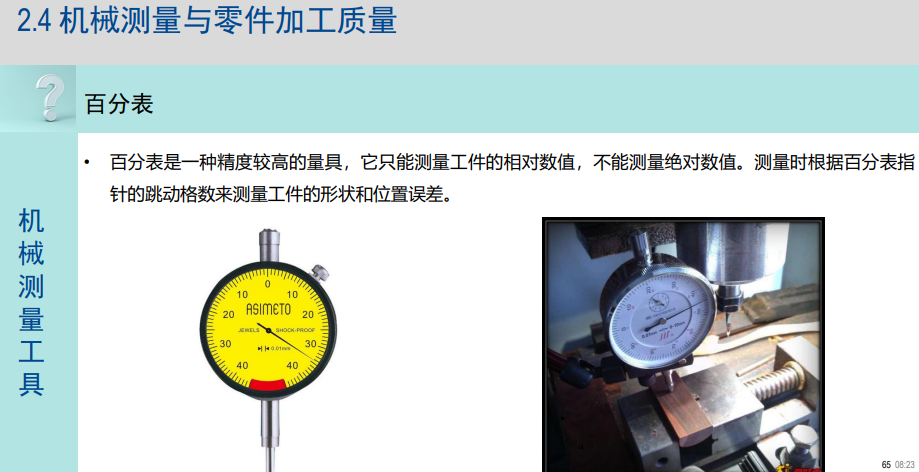 2.4 机械测量与零件加工质量
百分表
• 百分表是一种精度较高的量具，它只能测量工件的相对数值，不能测量绝对数值。测量时根据百分表指
针的跳动格数来测量工件的形状和位置误差。
机
械
测
量
工
具
0
10 10
ASIMETO
20 20
JEWELS SHOCK-PROOF
30 30
0.01mm
40 40
65 08:23